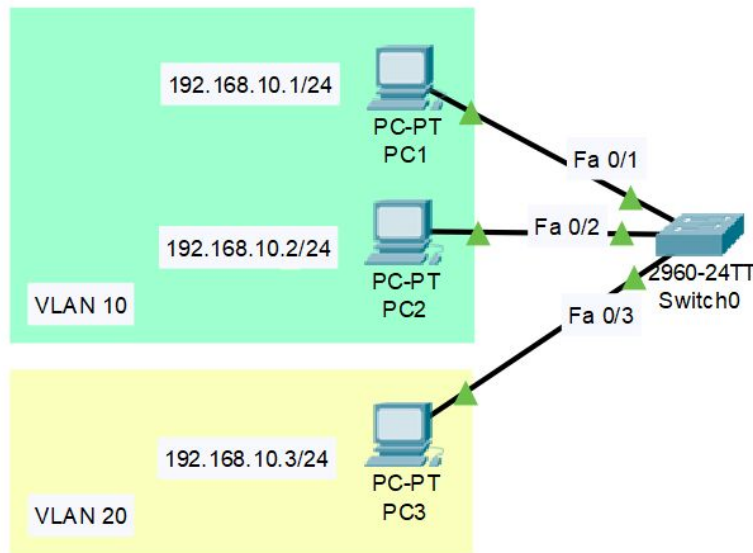 192.168.10.1/24
PC-PT
PC1
Fa 0/1
192.168.10.2/24
PC-PT
PC2
Fa 0/2
2960-24TT
Switch0
VLAN 10
Fa 0/3
192.168.10.3/24
PC-PT
PC3
VLAN 20